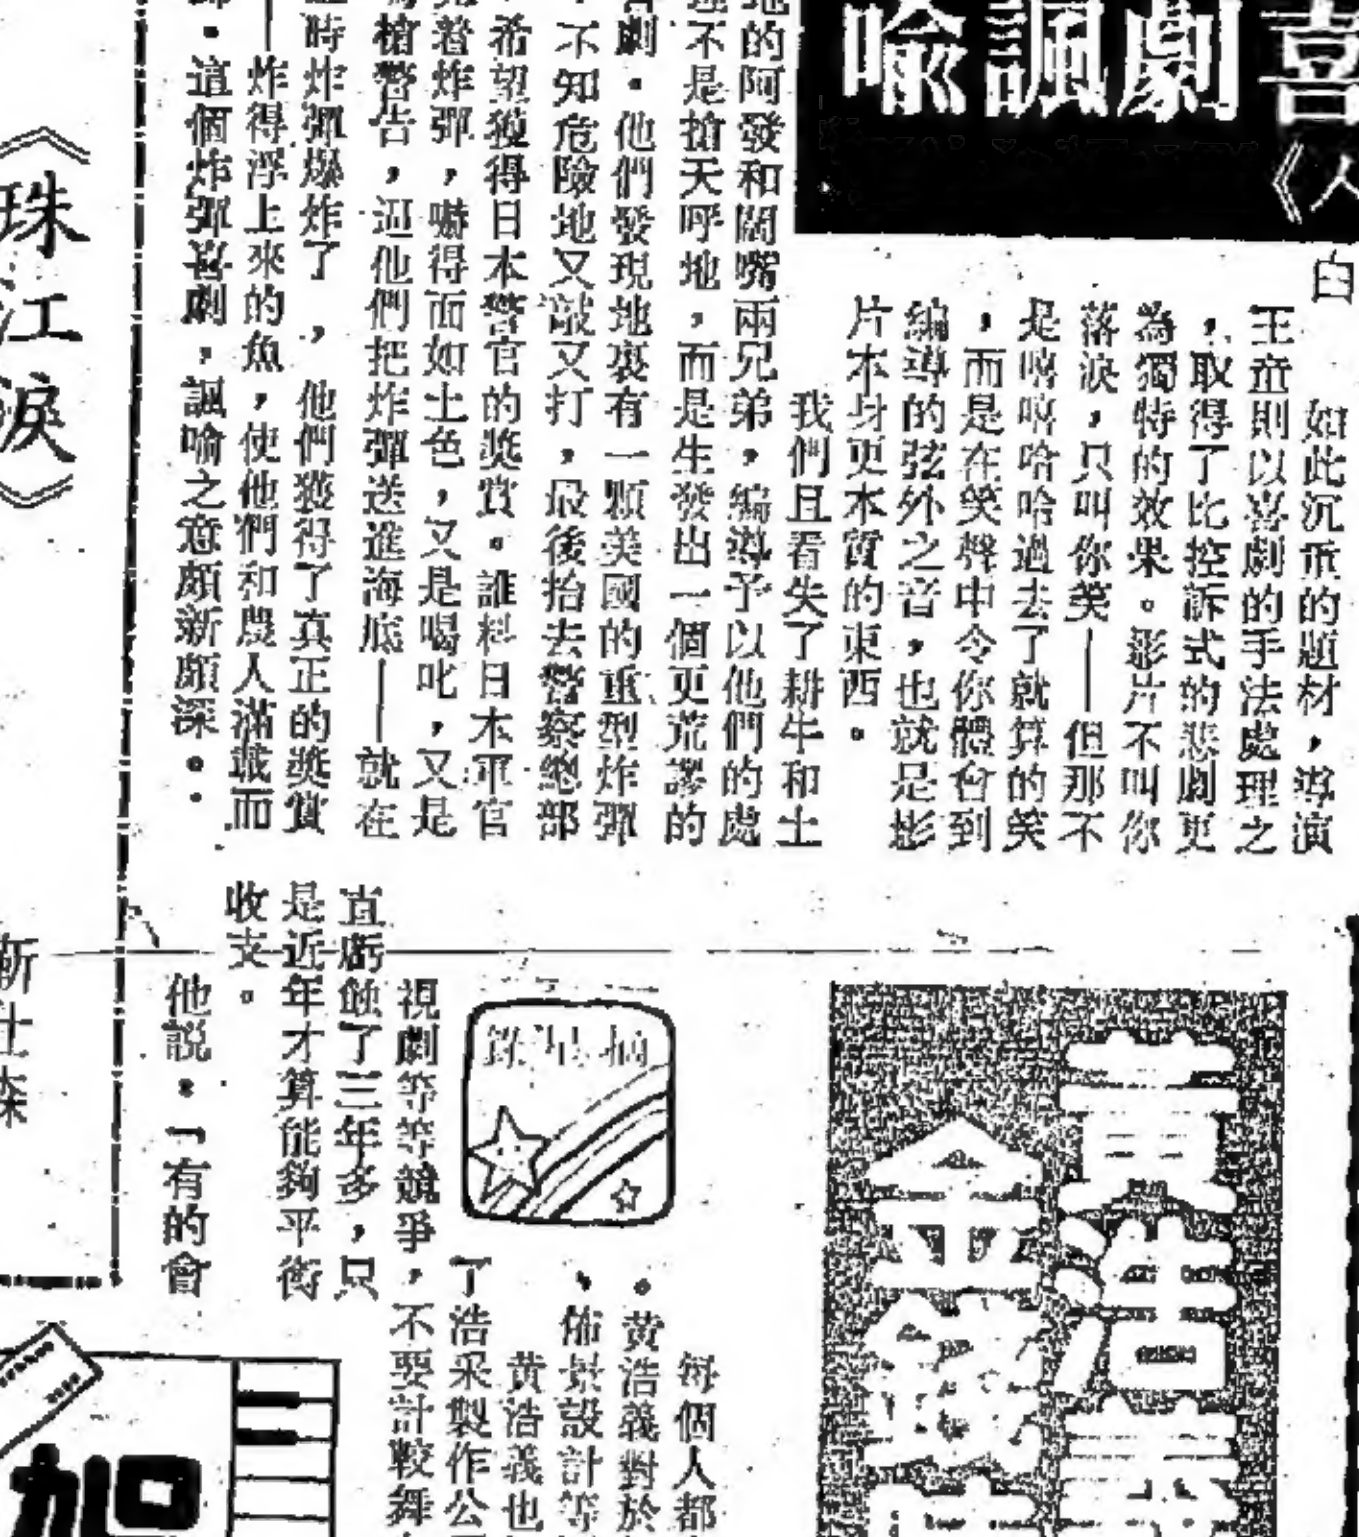 喜劇諷喻
《人
白
如此沉重的題材，導演
王童則以喜劇的手法處理之
，取得了比控訴式的悲劇更
為獨特的效果。影片不叫你
落淚，只叫你笑——但那不
是嘻嘻哈哈過去了就算的笑
，而是在笑聲中令你體會到
編導的弦外之音，也就是影
片本身更本質的東西。
我們且看失了耕牛和土
地的阿發和闊嘴兩兄弟，編導予以他們的處
不是搶天呼地，而是生發出一個更荒謬的
劇。他們發現地裏有一顆美國的重型炸彈
，不知危險地又敲又打，最後抬去警察總部
，希望獲得日本警官的獎賞。誰料日本軍官
着炸彈，嚇得面如土色，又是喝叱，又是
槍警告，迴他們把炸彈送進海底——就在
時炸彈爆炸了，他們獲得了真正的獎賞
——炸得浮上來的魚，使他們和農人滿載而
歸。這個炸彈喜劇，諷喻之意頗新頗深。
《珠江淚》
黃浩義
金錢
摘星錄
每個人都
。黃浩義對於
、佈景設計等
黃浩義也
了浩采製作公
視劇等等競爭，不要計較舞
直虧蝕了三年多，只
是近年才算能夠平衡
收支。
他說：「有的會
加